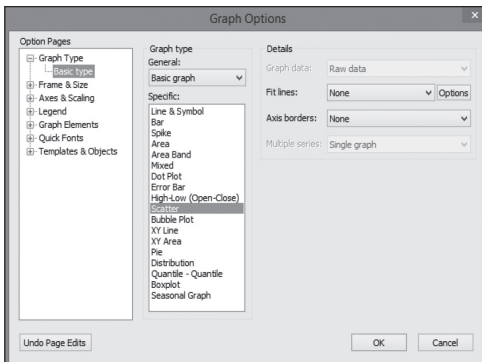 Graph Options
x
Option Pages
Graph Type
Basic type
Frame & Size
Axes & Scaling
Legend
Graph Elements
Quick Fonts
Templates & Objects
Graph type
General:
Basic graph
Specific:
Line & Symbol
Bar
Spike
Area
Area Band
Mixed
Dot Plot
Error Bar
High-Low (Open-Close)
Scatter
Bubble Plot
XY Line
XY Area
Pie
Distribution
Quantile - Quantile
Boxplot
Seasonal Graph
Details
Graph data: Raw data
Fit lines: None Options
Axis borders: None
Multiple series: Single graph
Undo Page Edits
OK
Cancel